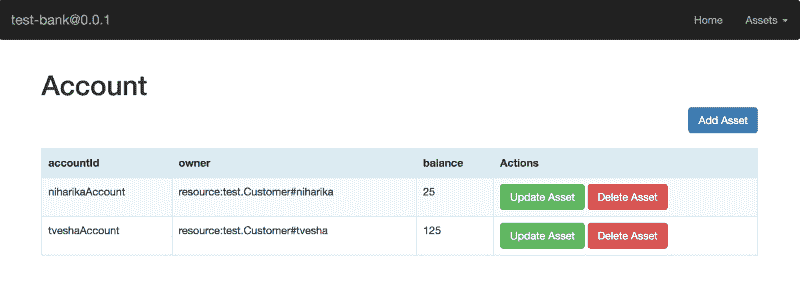 test-bank@0.0.1 Home Assets
Account
Add Asset
accountId owner balance Actions
niharikaAccount resource:test.Customer#niharika 25 Update Asset Delete Asset
tveshaAccount resource:test.Customer#tvesha 125 Update Asset Delete Asset